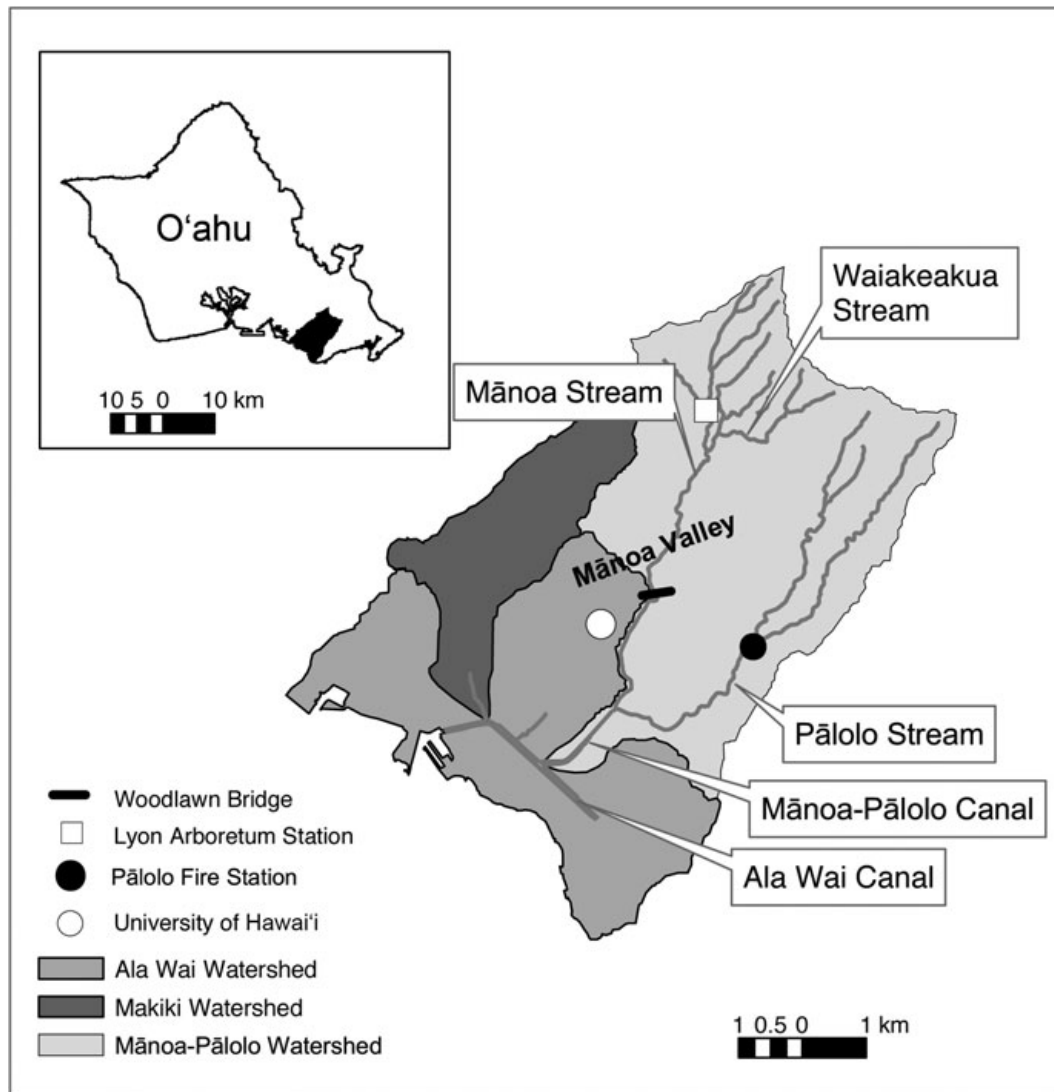 O‘ahu
10 5 0 10 km
Waiakeakua
Stream
Mānoa Stream
Mānoa Valley
Pālolo Stream
Mānoa-Pālolo Canal
Ala Wai Canal
Woodlawn Bridge
Lyon Arboretum Station
Pālolo Fire Station
University of Hawai‘i
Ala Wai Watershed
Makiki Watershed
Mānoa-Pālolo Watershed
1 0.5 0 1 km